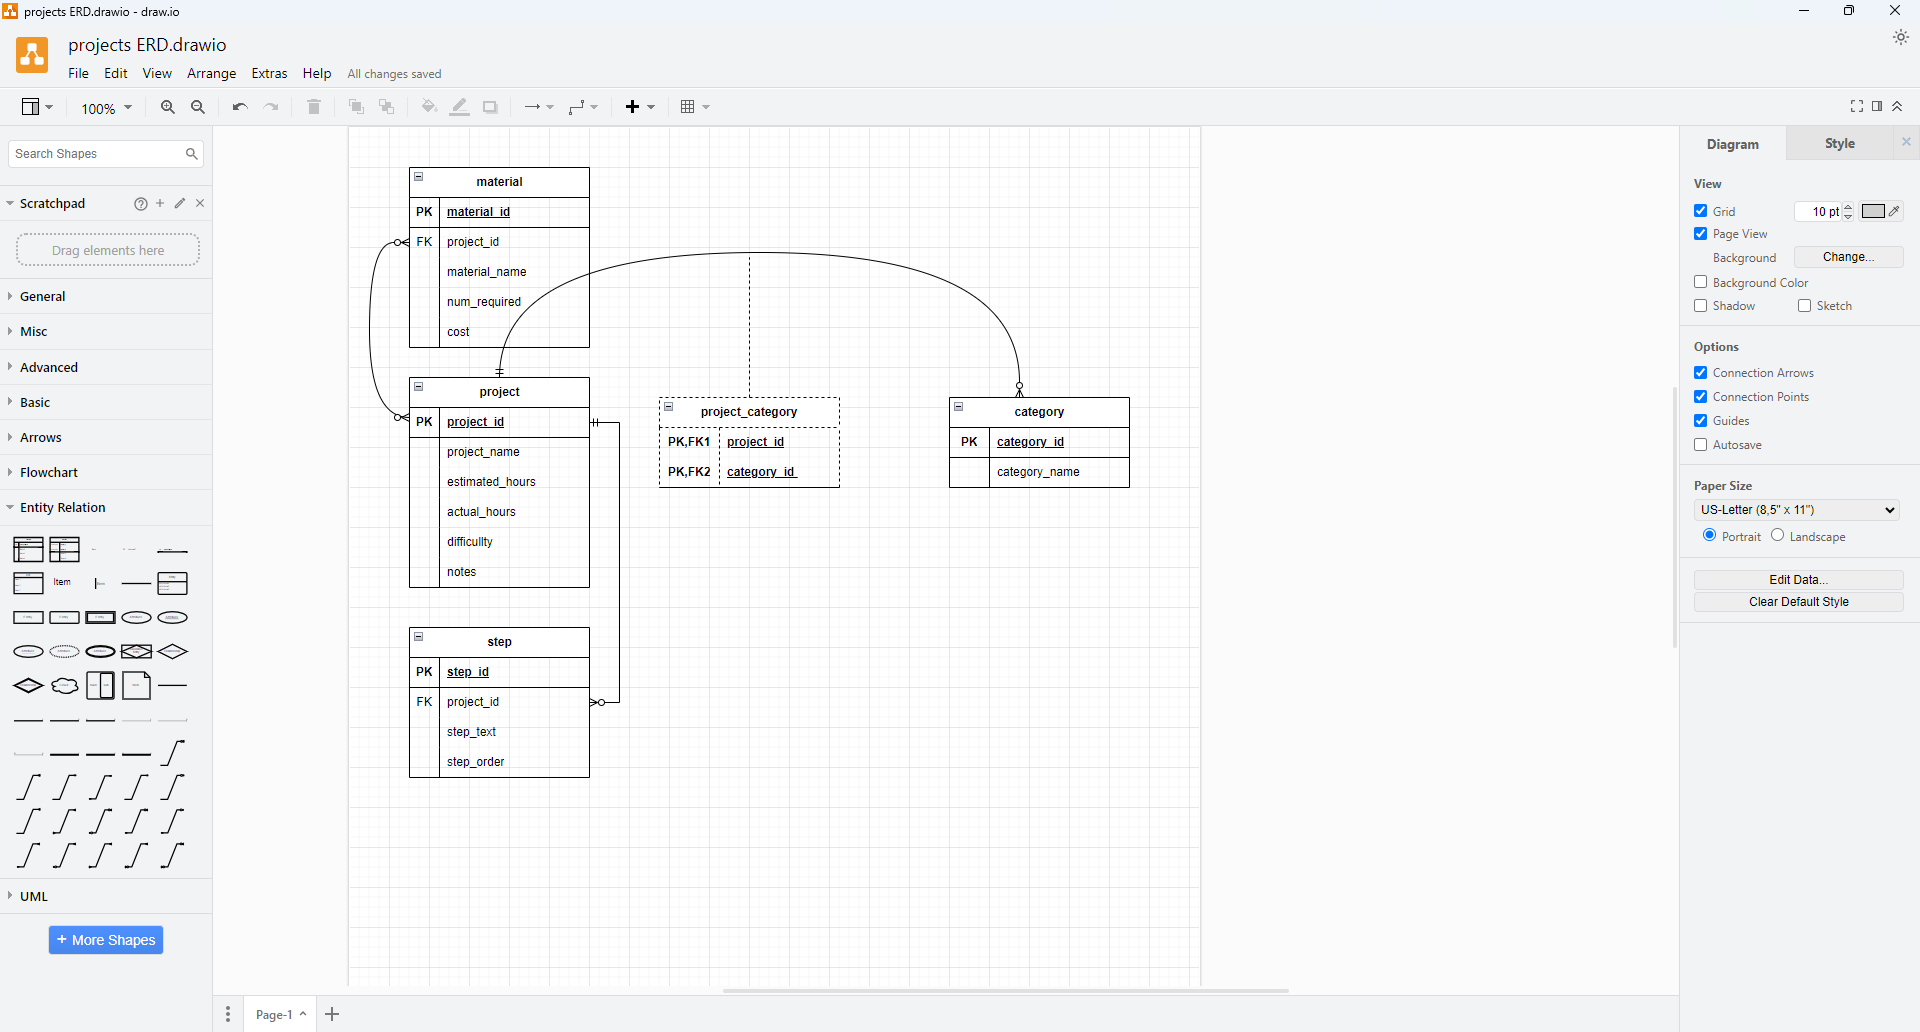 projects ERD.drawio - draw.io
projects ERD.drawio
File Edit View Arrange Extras Help All changes saved
100%
Search Shapes
Scratchpad
Drag elements here
General
Misc
Advanced
Basic
Arrows
Flowchart
Entity Relation
Item
UML
+ More Shapes
material
PK material_id
FK project_id
material_name
num_required
cost
project
PK project_id
project_name
estimated_hours
actual_hours
difficullty
notes
step
PK step_id
FK project_id
step_text
step_order
project_category
PK,FK1 project_id
PK,FK2 category_id
category
PK category_id
category_name
Diagram Style
View
Grid 10 pt
Page View
Background Change...
Background Color
Shadow Sketch
Options
Connection Arrows
Connection Points
Guides
Autosave
Paper Size
US-Letter (8,5" x 11")
Portrait Landscape
Edit Data...
Clear Default Style
Page-1